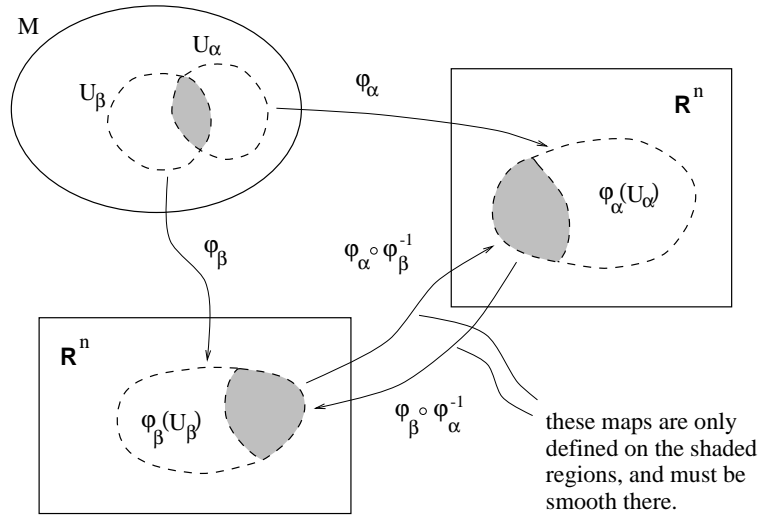 M
U_α
U_β
φ_α
R^n
φ_α(U_α)
φ_β
φ_α ∘ φ_β^-1
R^n
φ_β(U_β)
φ_β ∘ φ_α^-1
these maps are only
defined on the shaded
regions, and must be
smooth there.